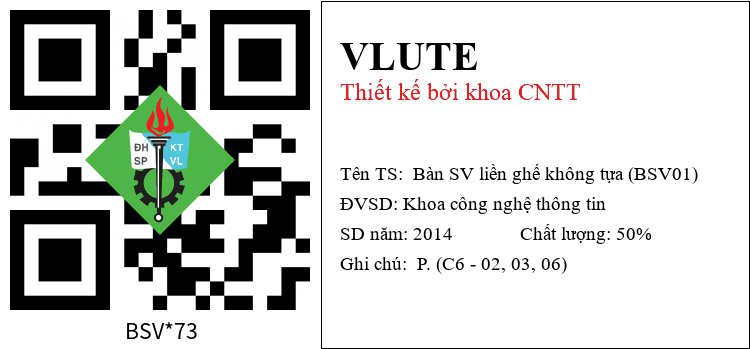 ĐH KT
SP VL
BSV*73
VLUTE
Thiết kế bởi khoa CNTT
Tên TS: Bàn SV liền ghế không tựa (BSV01)
ĐVSD: Khoa công nghệ thông tin
SD năm: 2014 Chất lượng: 50%
Ghi chú: P. (C6 - 02, 03, 06)